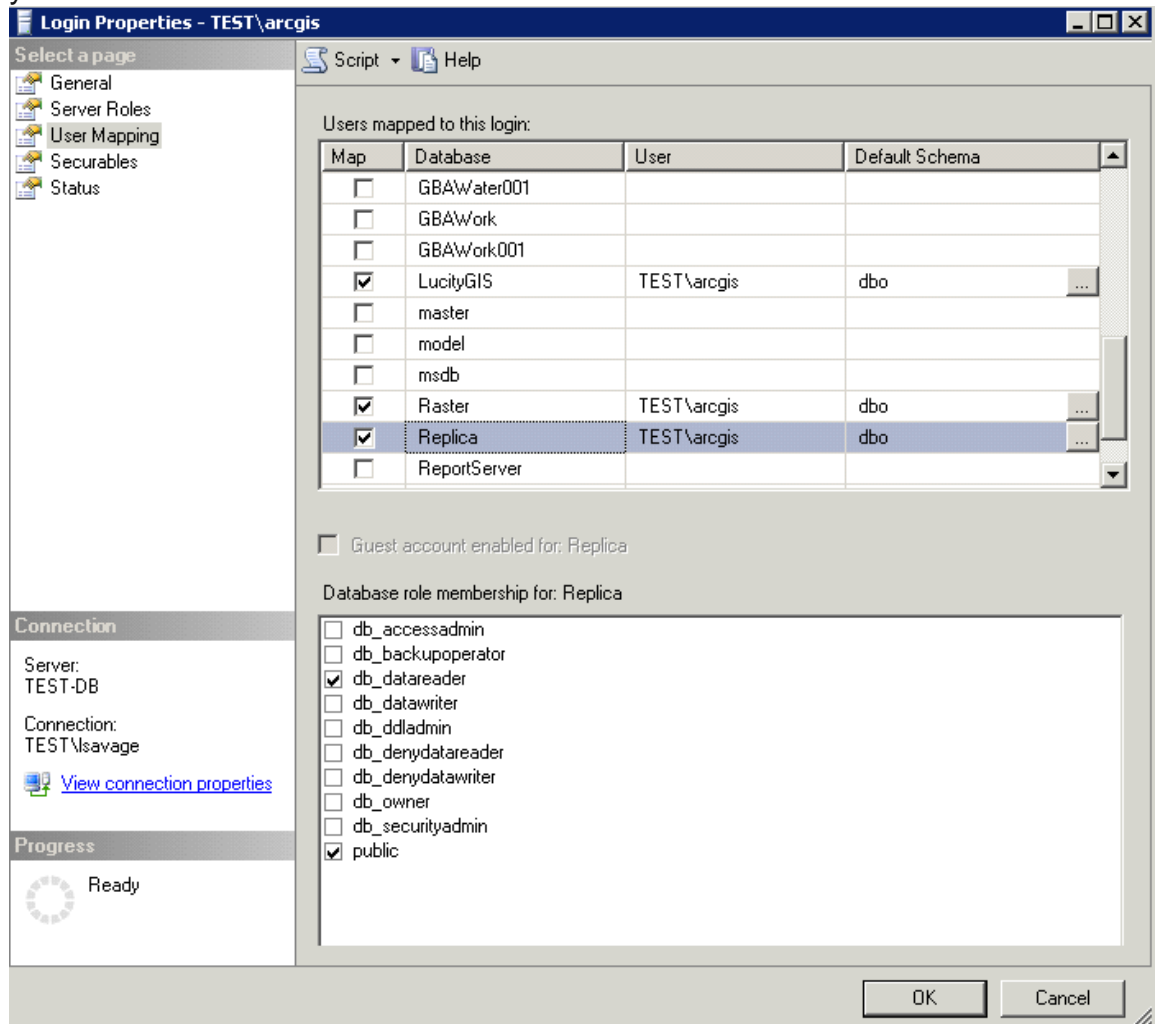 Login Properties - TEST\arcgis
Select a page
General
Server Roles
User Mapping
Securables
Status
Script Help
Users mapped to this login:
Map Database User Default Schema
GBAWater001
GBAWork
GBAWork001
LucityGIS TEST\arcgis dbo ...
master
model
msdb
Raster TEST\arcgis dbo ...
Replica TEST\arcgis dbo ...
ReportServer
Guest account enabled for: Replica
Database role membership for: Replica
db_accessadmin
db_backupoperator
db_datareader
db_datawriter
db_ddladmin
db_denydatareader
db_denydatawriter
db_owner
db_securityadmin
public
Connection
Server:
TEST-DB
Connection:
TEST\lsavage
View connection properties
Progress
Ready
OK Cancel